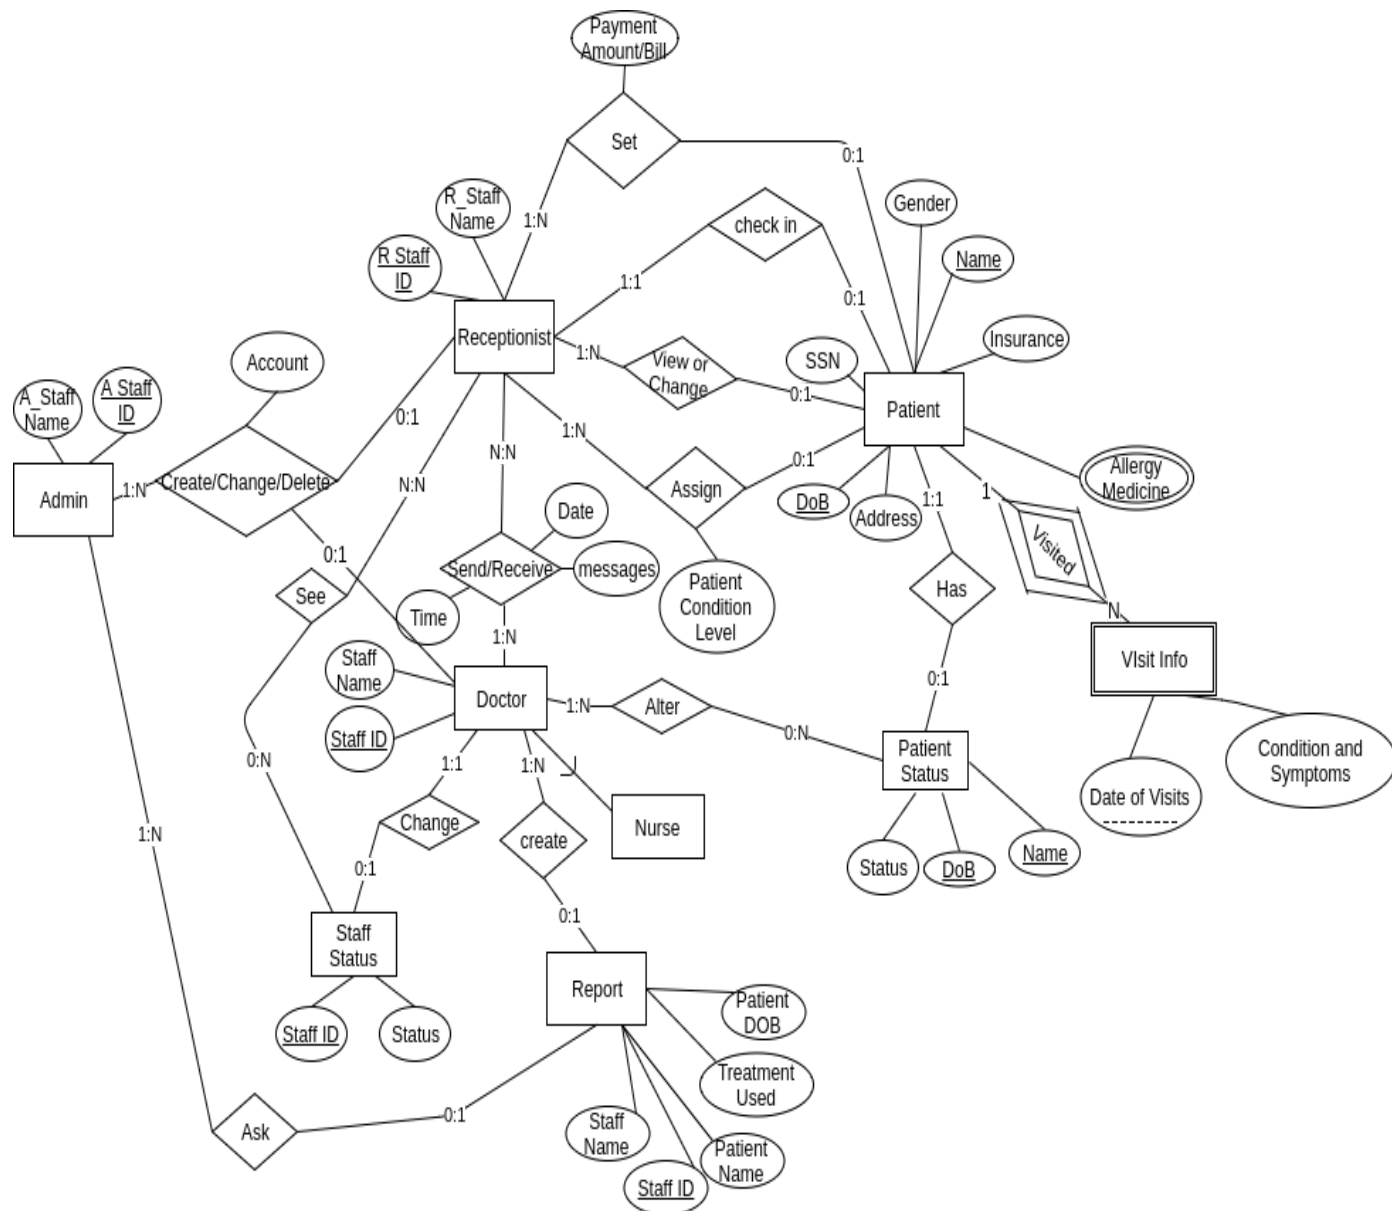 Payment
Amount/Bill
Set
0:1
R_Staff
Name
1:N
Gender
check in
R Staff
ID
Name
1:1
0:1
Receptionist
Insurance
1:N
View or
Change
SSN
Account
0:1
Patient
A_Staff
Name
A Staff
ID
0:1
1:N
N:N
0:1
Allergy
Medicine
Create/Change/Delete
N:N
Assign
1:N
Admin
DoB
1:1
1
Address
Date
0:1
Visited
Send/Receive
messages
See
Has
Patient
Condition
Level
Time
N
1:N
Staff
Name
VIsit Info
0:1
Doctor
1:N
Alter
0:N
Staff ID
Patient
Status
0:N
1:1
1:N
Condition and
Symptoms
Date of Visits
Change
Nurse
1:N
create
Name
0:1
Status
DoB
0:1
Staff
Status
Report
Patient
DOB
Staff ID
Status
Treatment
Used
0:1
Ask
Staff
Name
Patient
Name
Staff ID